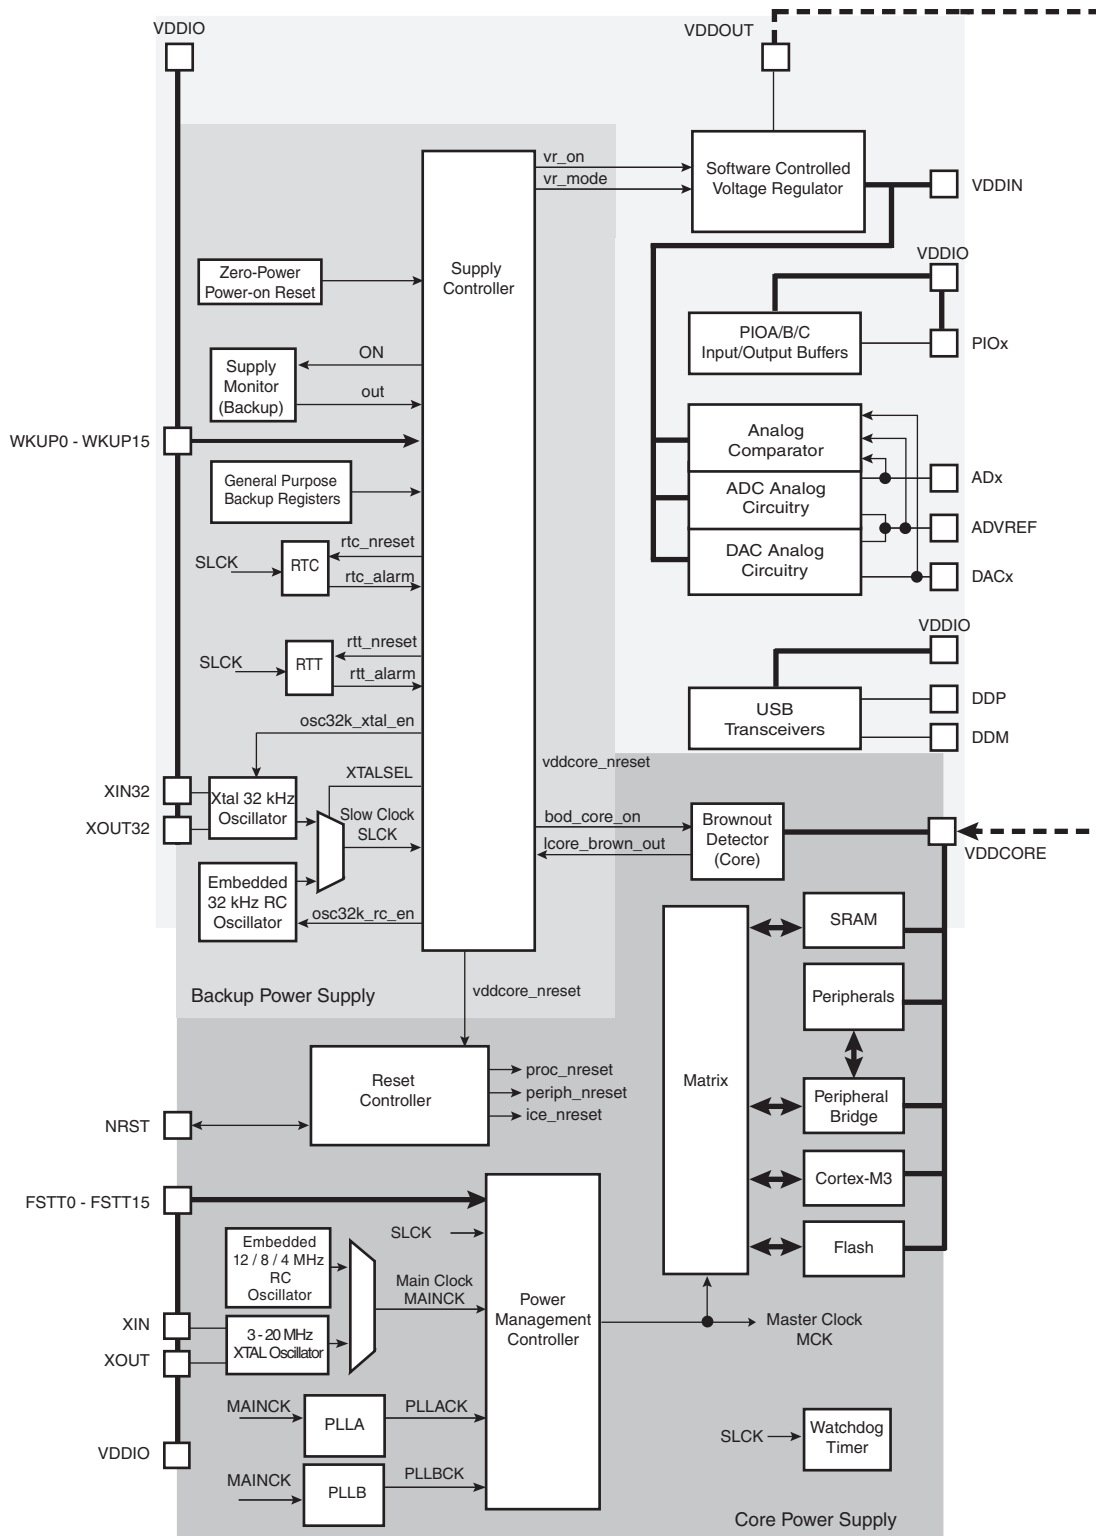 VDDIO
VDDOUT
vr_on
vr_mode
Software Controlled
Voltage Regulator
VDDIN
Supply
Controller
Zero-Power
Power-on Reset
VDDIO
PIOA/B/C
Input/Output Buffers
PIOx
ON
Supply
Monitor
(Backup)
out
WKUP0 - WKUP15
Analog
Comparator
ADx
General Purpose
Backup Registers
ADC Analog
Circuitry
ADVREF
rtc_nreset
SLCK
RTC
rtc_alarm
DAC Analog
Circuitry
DACx
VDDIO
rtt_nreset
SLCK
RTT
rtt_alarm
USB
Transceivers
DDP
DDM
osc32k_xtal_en
vddcore_nreset
XTALSEL
XIN32
Xtal 32 kHz
Oscillator
XOUT32
Slow Clock
SLCK
bod_core_on
lcore_brown_out
Brownout
Detector
(Core)
VDDCORE
Embedded
32 kHz RC
Oscillator
osc32k_rc_en
SRAM
Backup Power Supply
vddcore_nreset
Peripherals
Reset
Controller
proc_nreset
periph_nreset
ice_nreset
Matrix
NRST
Peripheral
Bridge
Cortex-M3
FSTT0 - FSTT15
SLCK
Embedded
12 / 8 / 4 MHz
RC
Oscillator
Flash
Main Clock
MAINCK
Power
Management
Controller
XIN
3 - 20 MHz
XTAL Oscillator
XOUT
Master Clock
MCK
MAINCK
PLLA
PLLACK
SLCK
Watchdog
Timer
VDDIO
MAINCK
PLLB
PLLBCK
Core Power Supply